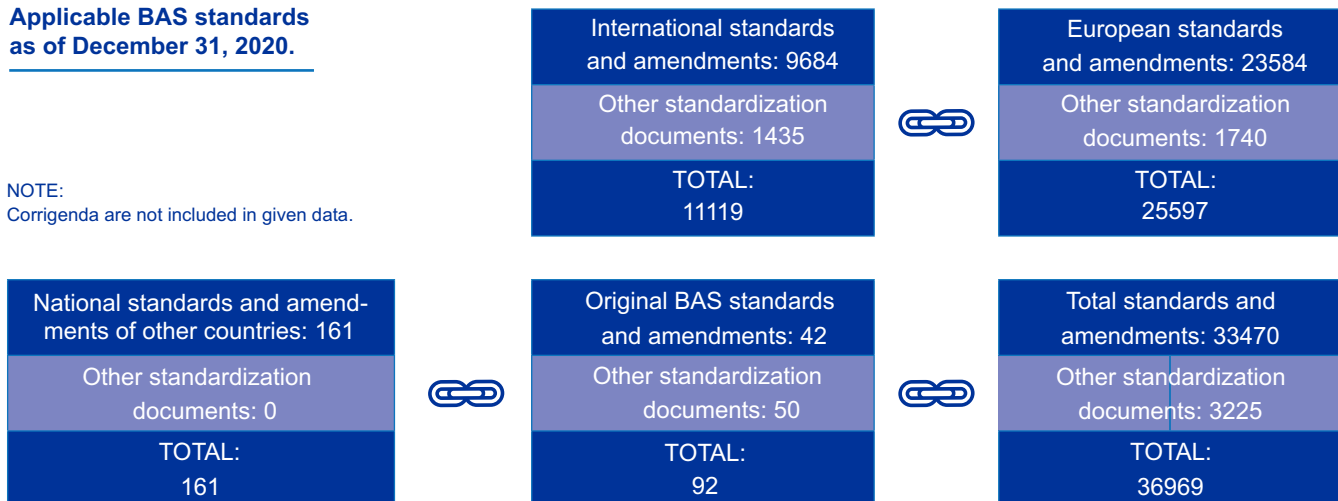 Applicable BAS standards
as of December 31, 2020.
NOTE:
Corrigenda are not included in given data.
International standards
and amendments: 9684
Other standardization
documents: 1435
TOTAL:
11119
European standards
and amendments: 23584
Other standardization
documents: 1740
TOTAL:
25597
National standards and amend-
ments of other countries: 161
Other standardization
documents: 0
TOTAL:
161
Original BAS standards
and amendments: 42
Other standardization
documents: 50
TOTAL:
92
Total standards and
amendments: 33470
Other standardization
documents: 3225
TOTAL:
36969